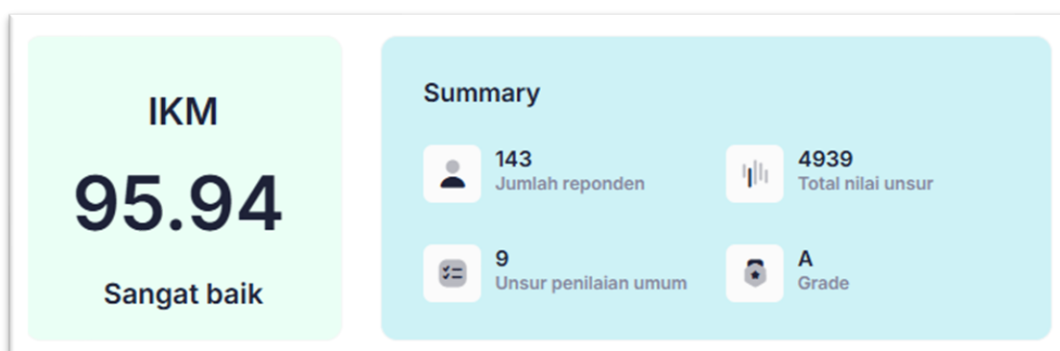 IKM
95.94
Sangat baik
Summary
143
Jumlah reponden
4939
Total nilai unsur
9
Unsur penilaian umum
A
Grade